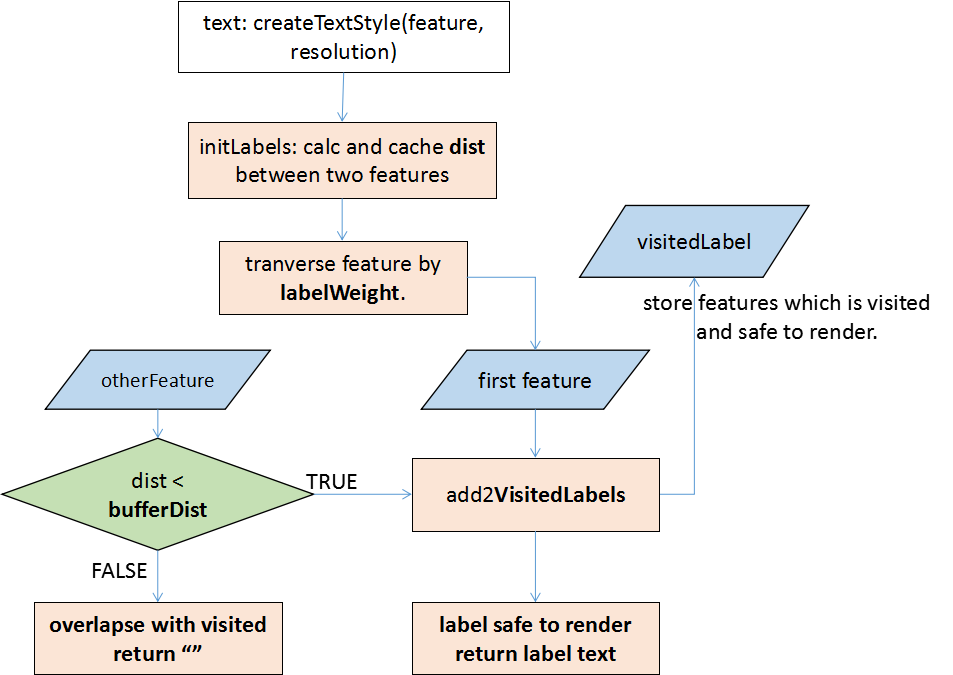 text: createTextStyle(feature,
resolution)
initLabels: calc and cache dist
between two features
tranverse feature by
labelWeight.
visitedLabel
store features which is visited
and safe to render.
otherFeature
first feature
dist <
bufferDist
TRUE
add2VisitedLabels
FALSE
overlapse with visited
return “”
label safe to render
return label text